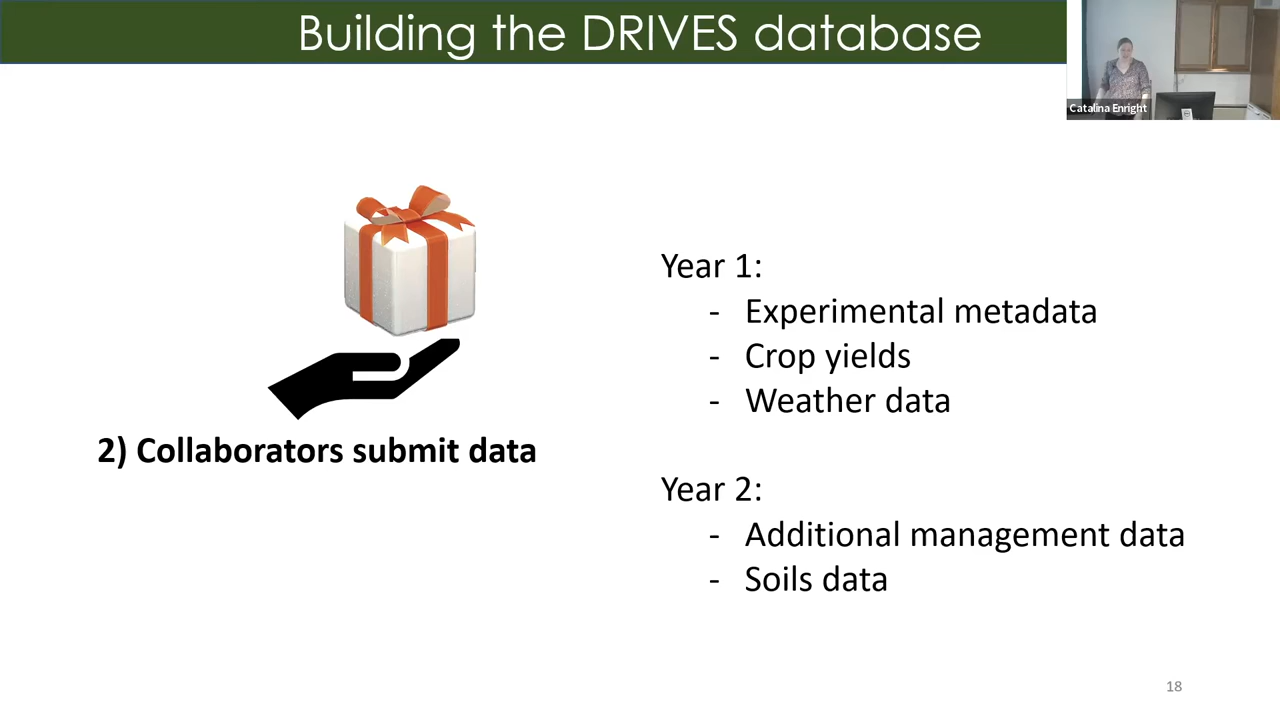 Building the DRIVES database
Catalina Enright
2) Collaborators submit data
Year 1:
- Experimental metadata
- Crop yields
- Weather data
Year 2:
- Additional management data
- Soils data
18